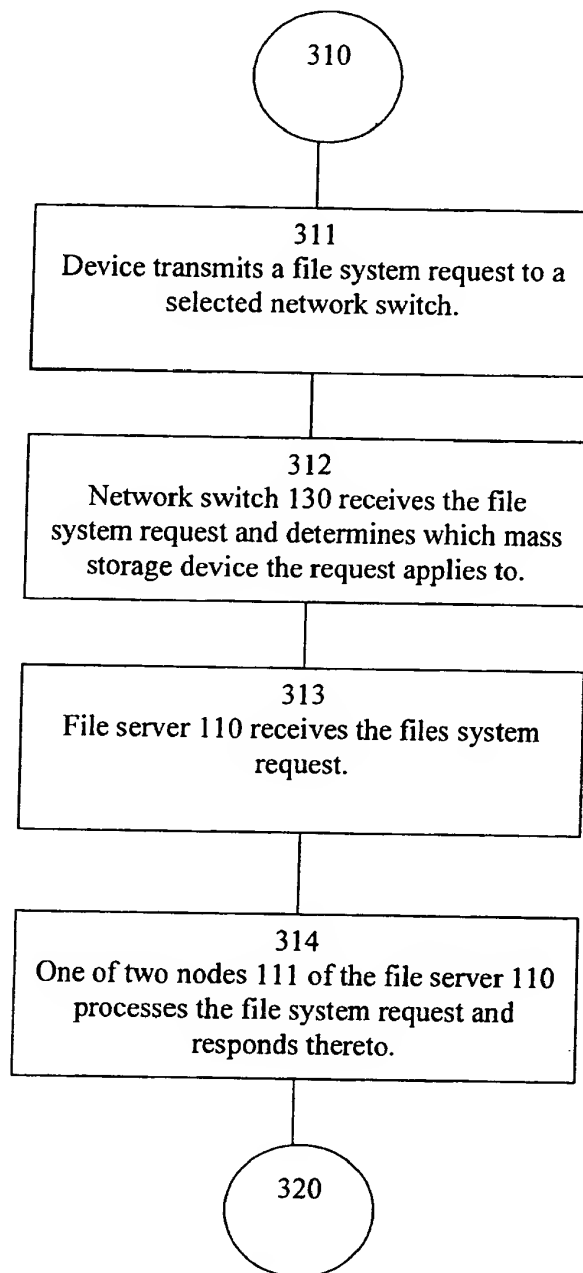 310
311
Device transmits a file system request to a
selected network switch.
312
Network switch 130 receives the file
system request and determines which mass
storage device the request applies to.
313
File server 110 receives the files system
request.
314
One of two nodes 111 of the file server 110
processes the file system request and
responds thereto.
320